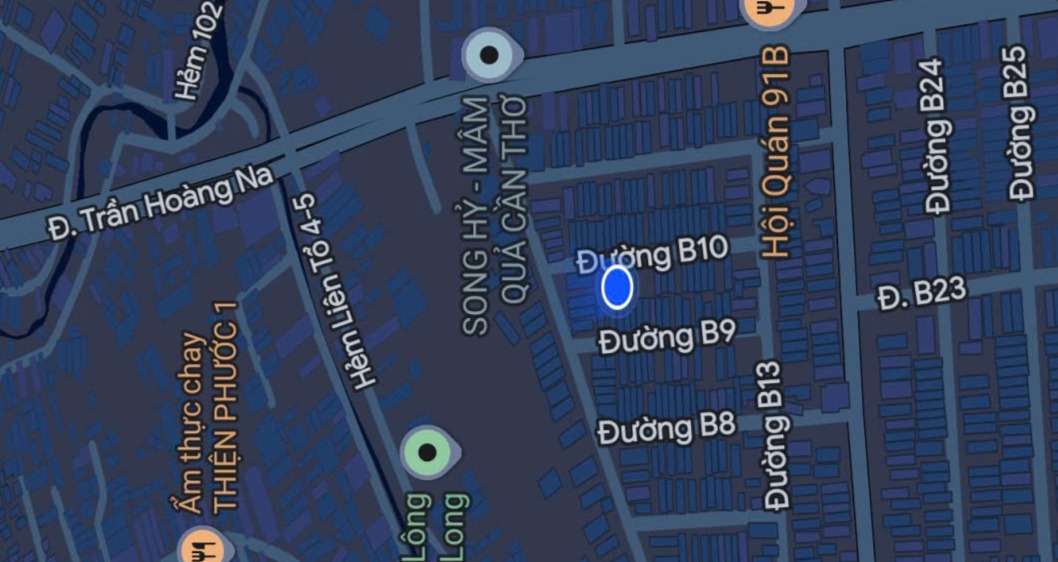 Hẻm 102
SONG HỶ - MÂM
QUẢ CẦN THƠ
Hội Quán 91B
Đường B24
Đường B25
Đ. Trần Hoàng Na
Hẻm Liên Tổ 4-5
Đường B10
Đ. B23
Đường B9
Ẩm thực chay
THIỆN PHƯỚC 1
Đường B8
Đường B13
Lông
Long